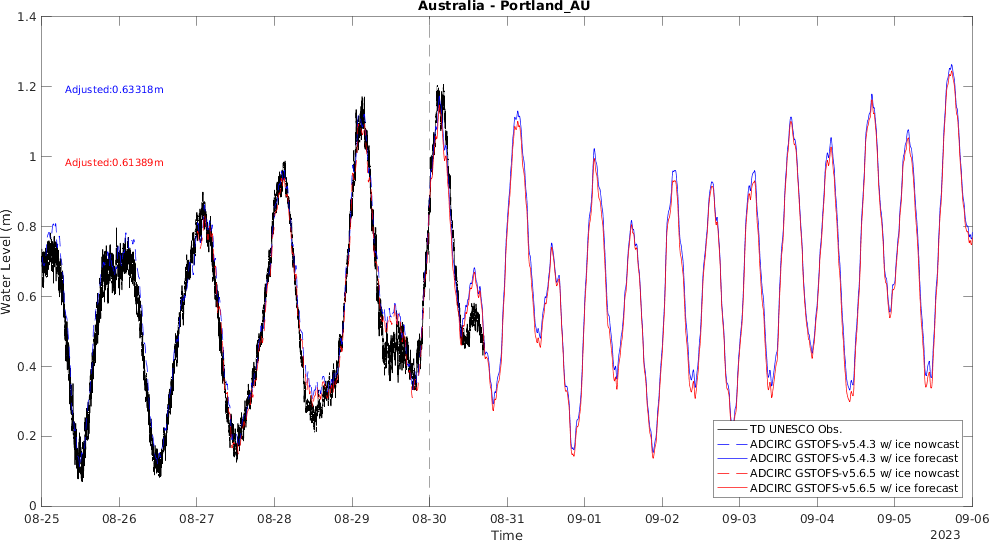 Australia - Portland_AU
1.4
1.2
1
0.8
0.6
0.4
0.2
0
Water Level (m)
Adjusted:0.63318m
Adjusted:0.61389m
TD UNESCO Obs.
ADCIRC GSTOFS-v5.4.3 w/ ice nowcast
ADCIRC GSTOFS-v5.4.3 w/ ice forecast
ADCIRC GSTOFS-v5.6.5 w/ ice nowcast
ADCIRC GSTOFS-v5.6.5 w/ ice forecast
08-25 08-26 08-27 08-28 08-29 08-30 08-31 09-01 09-02 09-03 09-04 09-05 09-06
Time
2023